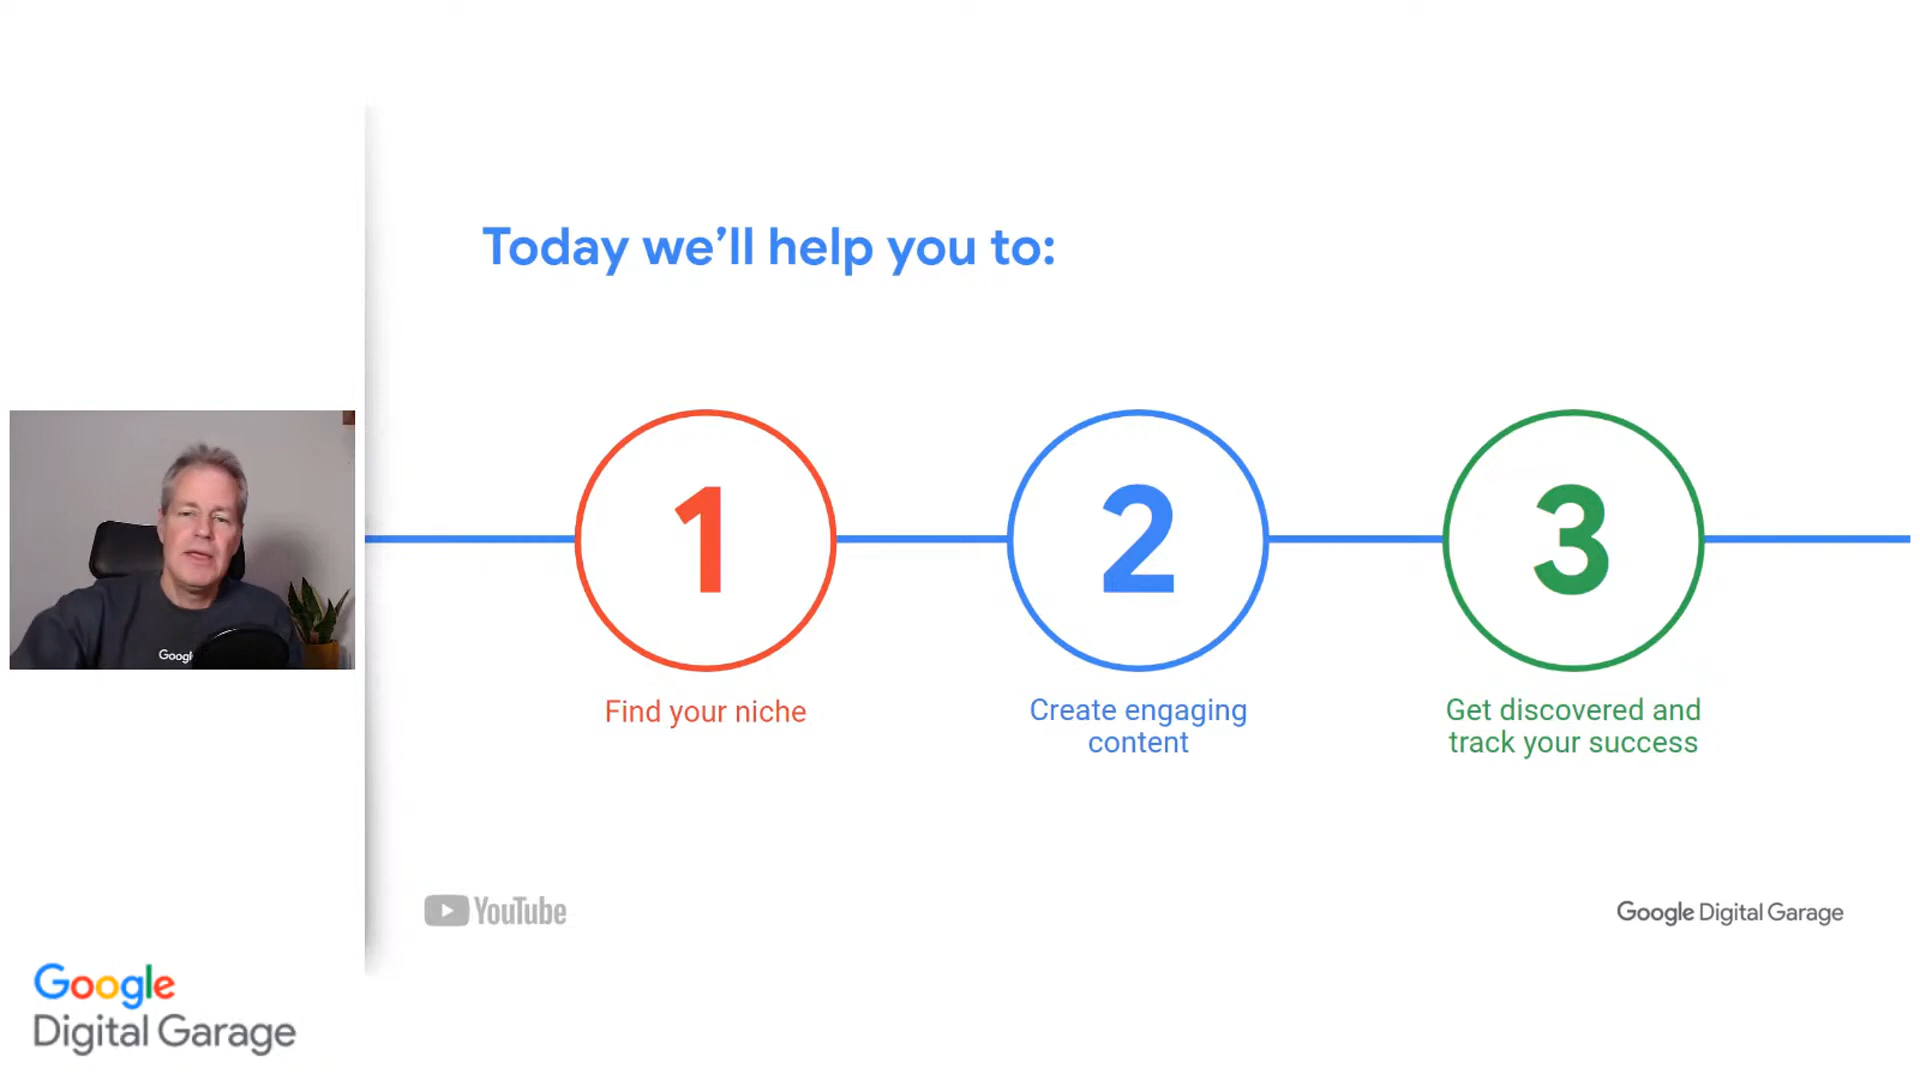 Today we’ll help you to:
1
2
3
Find your niche
Create engaging
content
Get discovered and
track your success
Googl
YouTube
Google Digital Garage
Google
Digital Garage